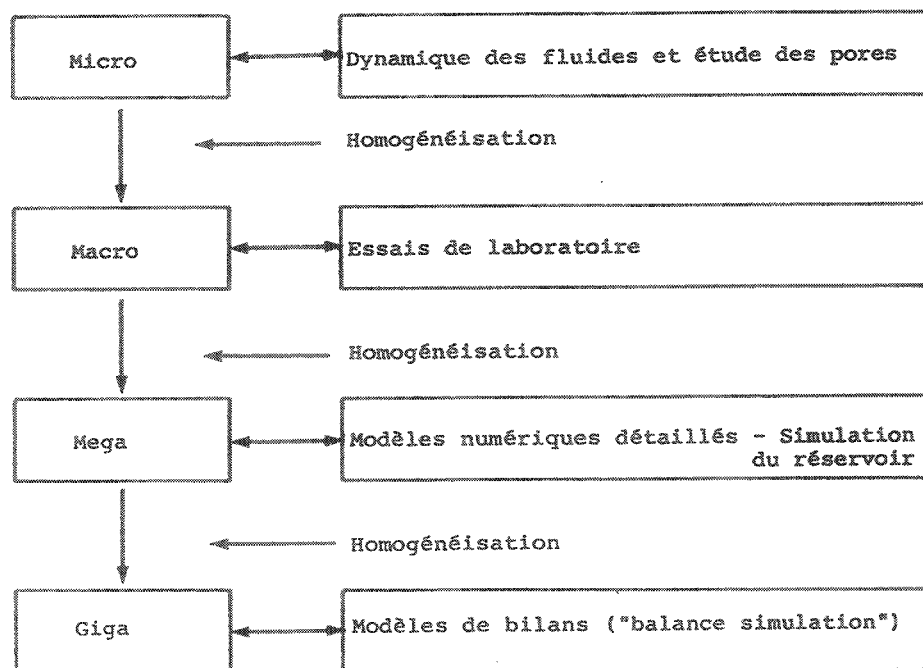 Micro
Dynamique des fluides et étude des pores
Homogénéisation
Macro
Essais de laboratoire
Homogénéisation
Mega
Modèles numériques détaillés - Simulation
du réservoir
Homogénéisation
Giga
Modèles de bilans ("balance simulation")